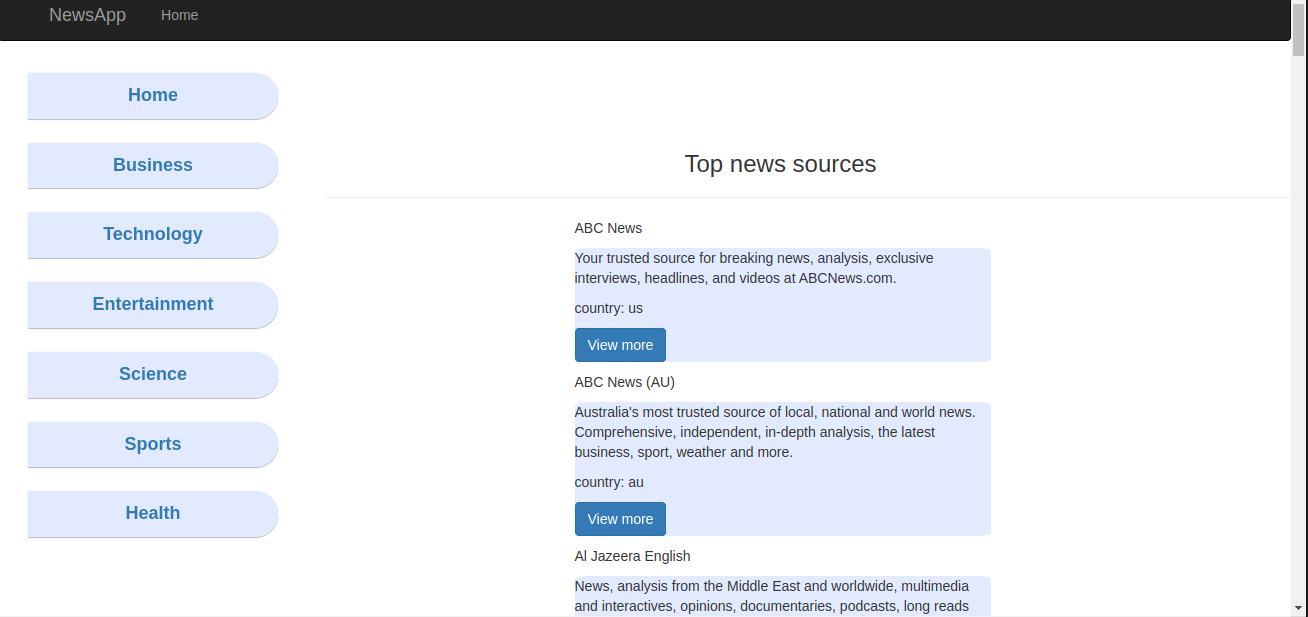 NewsApp Home
Home
Business
Technology
Entertainment
Science
Sports
Health
Top news sources
ABC News
Your trusted source for breaking news, analysis, exclusive
interviews, headlines, and videos at ABCNews.com.
country: us
View more
ABC News (AU)
Australia's most trusted source of local, national and world news.
Comprehensive, independent, in-depth analysis, the latest
business, sport, weather and more.
country: au
View more
Al Jazeera English
News, analysis from the Middle East and worldwide, multimedia
and interactives, opinions, documentaries, podcasts, long reads